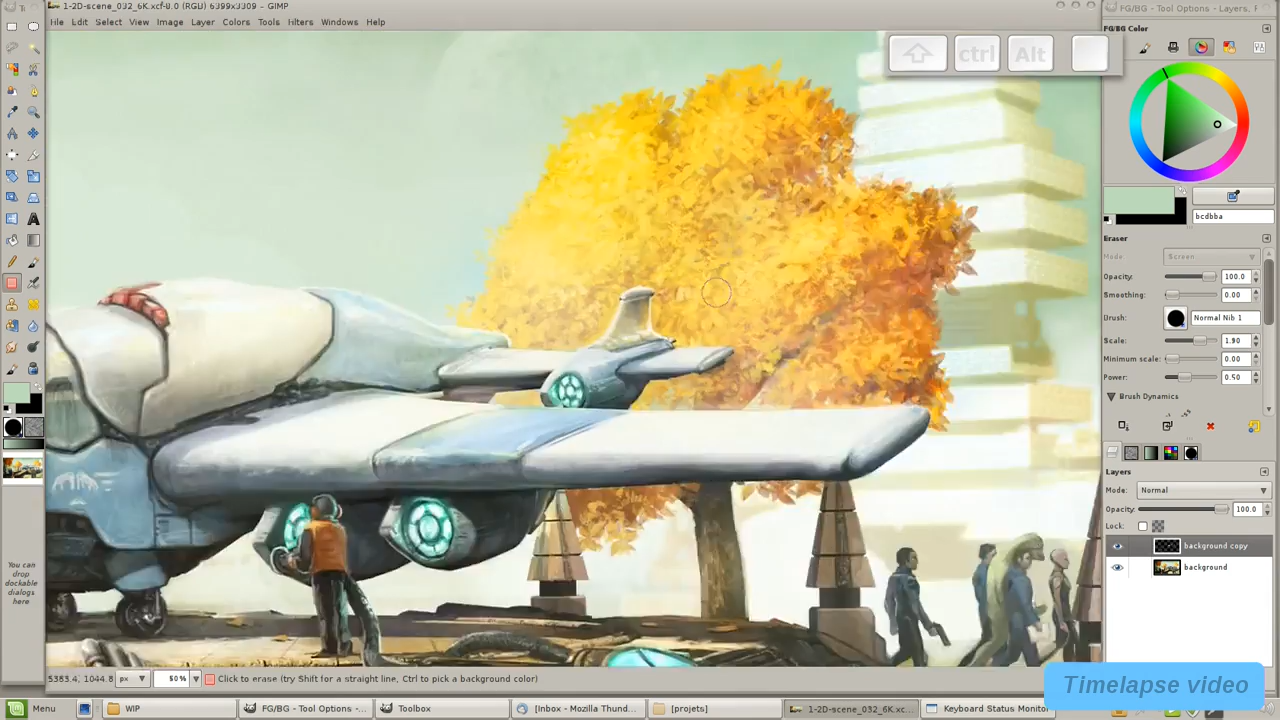 1-2D-scene_032_6K.xcf-8.0 (RGB) 6399x3309 - GIMP
File Edit Select View Image Layer Colors Tools Filters Windows Help
ctrl
Alt
FG/BG - Tool Options - Layers, F
FG/BG Color
bcdbba
Eraser
Mode: Screen
Opacity: 100.0
Smoothing: 0.00
Brush: Normal Nib 1
Scale: 1.90
Minimum scale: 0.00
Power: 0.50
Brush Dynamics
Layers
Mode: Normal
Opacity: 100.0
Lock:
background copy
background
You can
drop
dockable
dialogs
here
5383.4, 1044.8 px 50% Click to erase (try Shift for a straight line, Ctrl to pick a background color)
Timelapse video
Menu
WIP
FG/BG - Tool Options -...
Toolbox
[Inbox - Mozilla Thund...
[projets]
1-2D-scene_032_6K.xc...
Keyboard Status Monitor